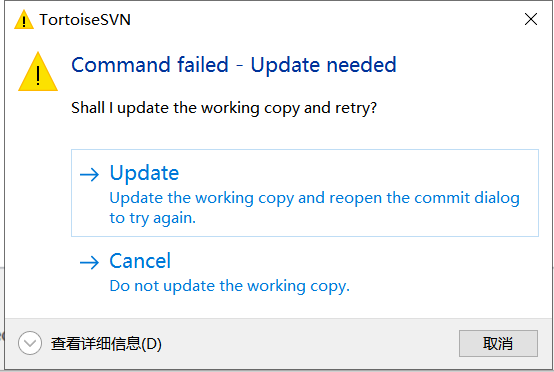 TortoiseSVN
Command failed - Update needed
Shall I update the working copy and retry?
Update
Update the working copy and reopen the commit dialog
to try again.
Cancel
Do not update the working copy.
查看详细信息(D)
取消